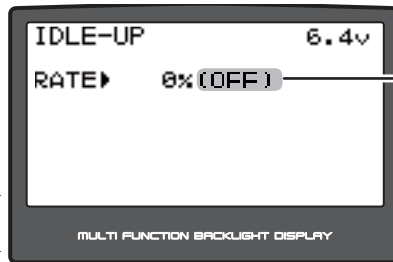 IDLE-UP 6.4v
RATE▶ 0% (OFF)
MULTI FUNCTION BACKLIGHT DISPLAY